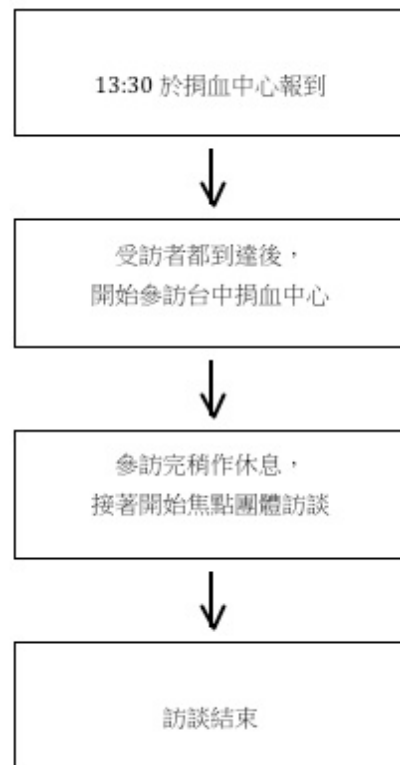 13:30 於捐血中心報到
受訪者都到達後，
開始參訪台中捐血中心
參訪完稍作休息，
接著開始焦點團體訪談
訪談結束